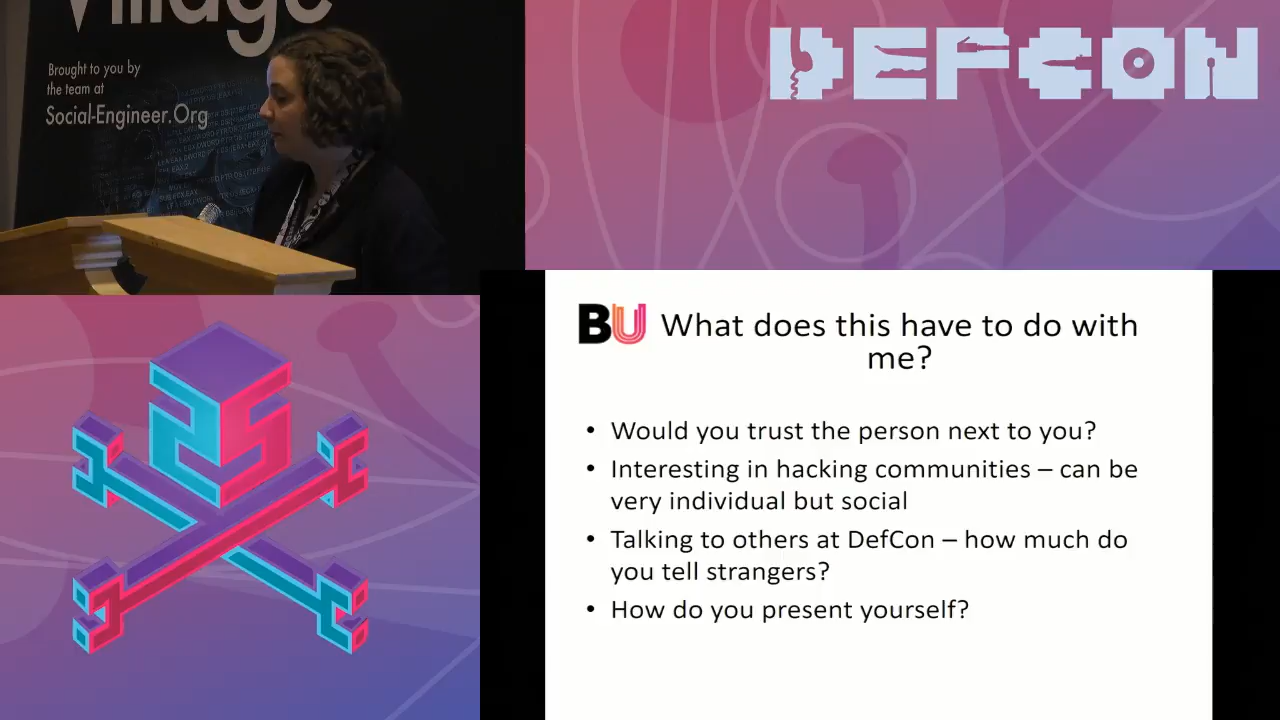 Village
Brought to you by
the team at
Social-Engineer.Org
DEFCON
BU What does this have to do with
me?
• Would you trust the person next to you?
• Interesting in hacking communities – can be
very individual but social
• Talking to others at DefCon – how much do
you tell strangers?
• How do you present yourself?